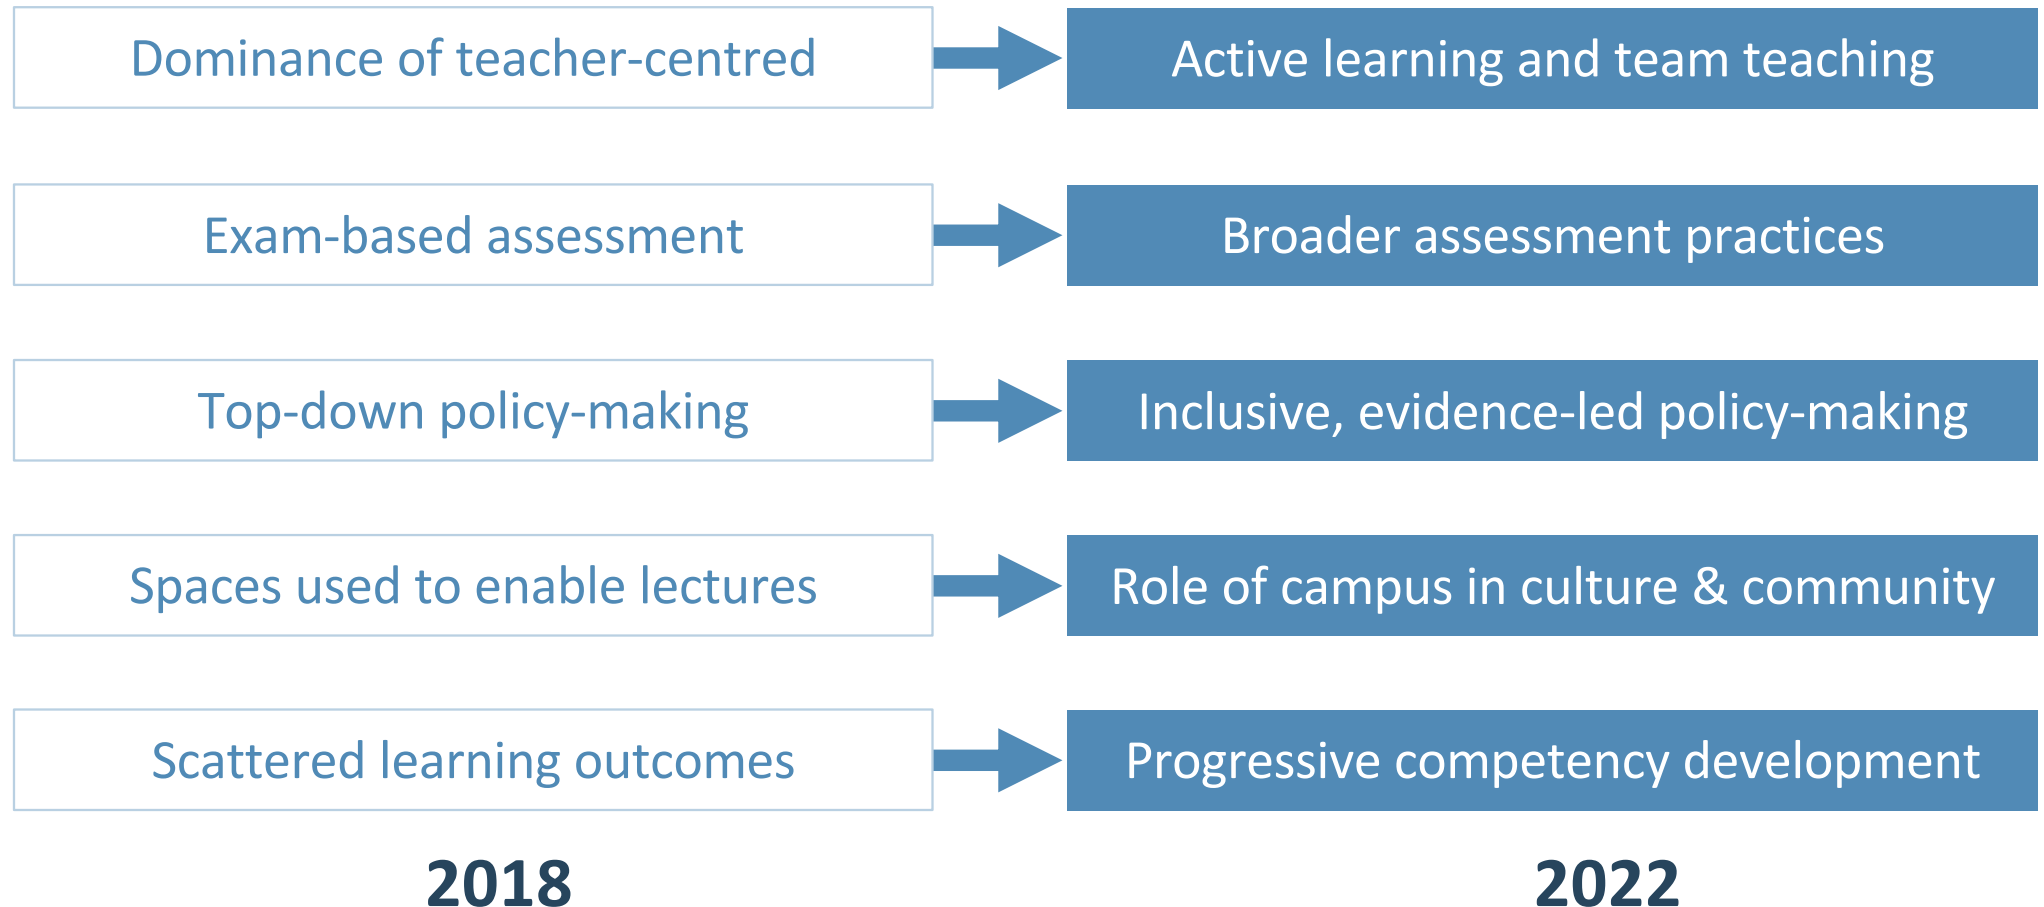 Dominance of teacher-centred
Active learning and team teaching
Exam-based assessment
Broader assessment practices
Top-down policy-making
Inclusive, evidence-led policy-making
Spaces used to enable lectures
Role of campus in culture & community
Scattered learning outcomes
Progressive competency development
2018
2022